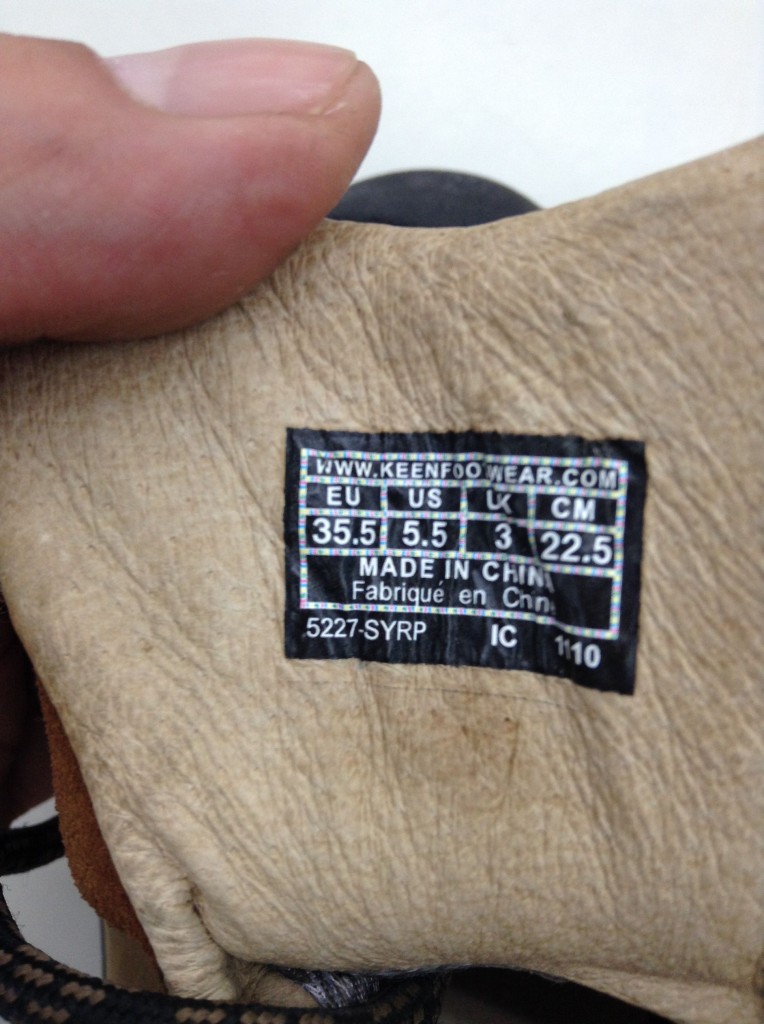 WWW.KEENFOOTWEAR.COM
EU US UK CM
35.5 5.5 3 22.5
MADE IN CHINA
Fabriqué en
5227-SYRP IC 1110